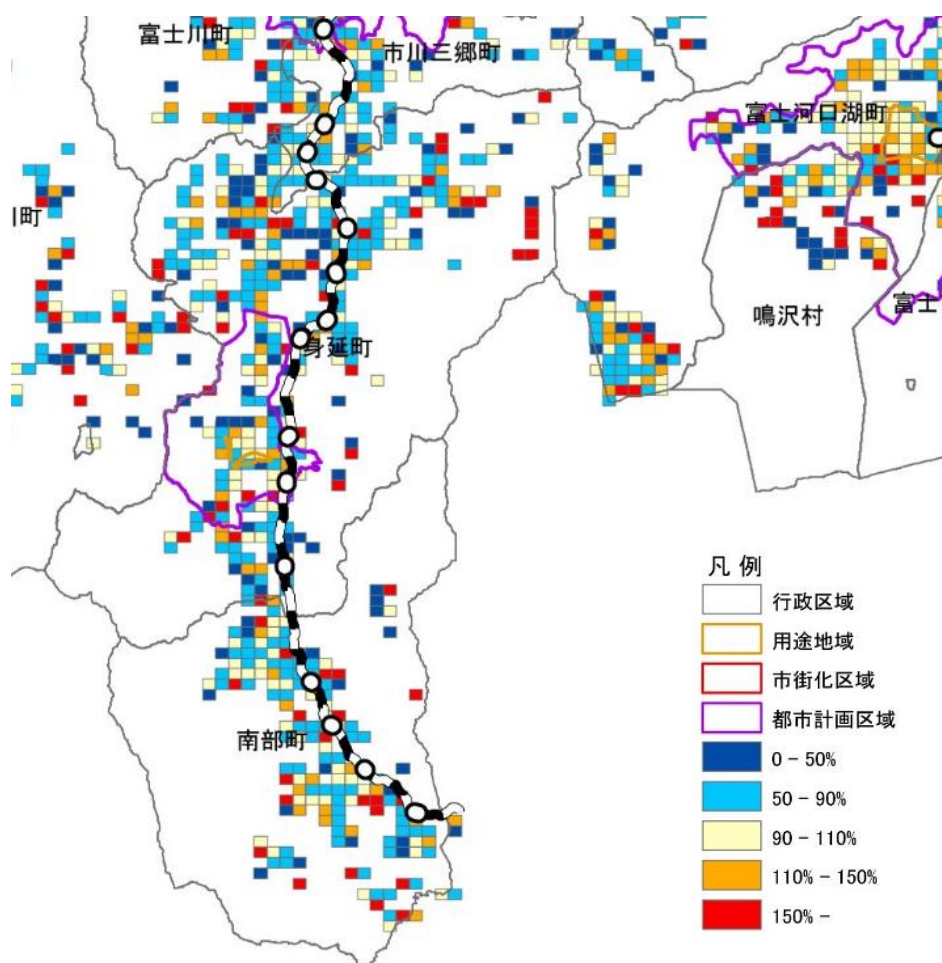 富士川町
市川三郷町
富士河口湖町
川町
鳴沢村
富士
身延町
南部町
凡 例
行政区域
用途地域
市街化区域
都市計画区域
0 - 50%
50 - 90%
90 - 110%
110% - 150%
150% -